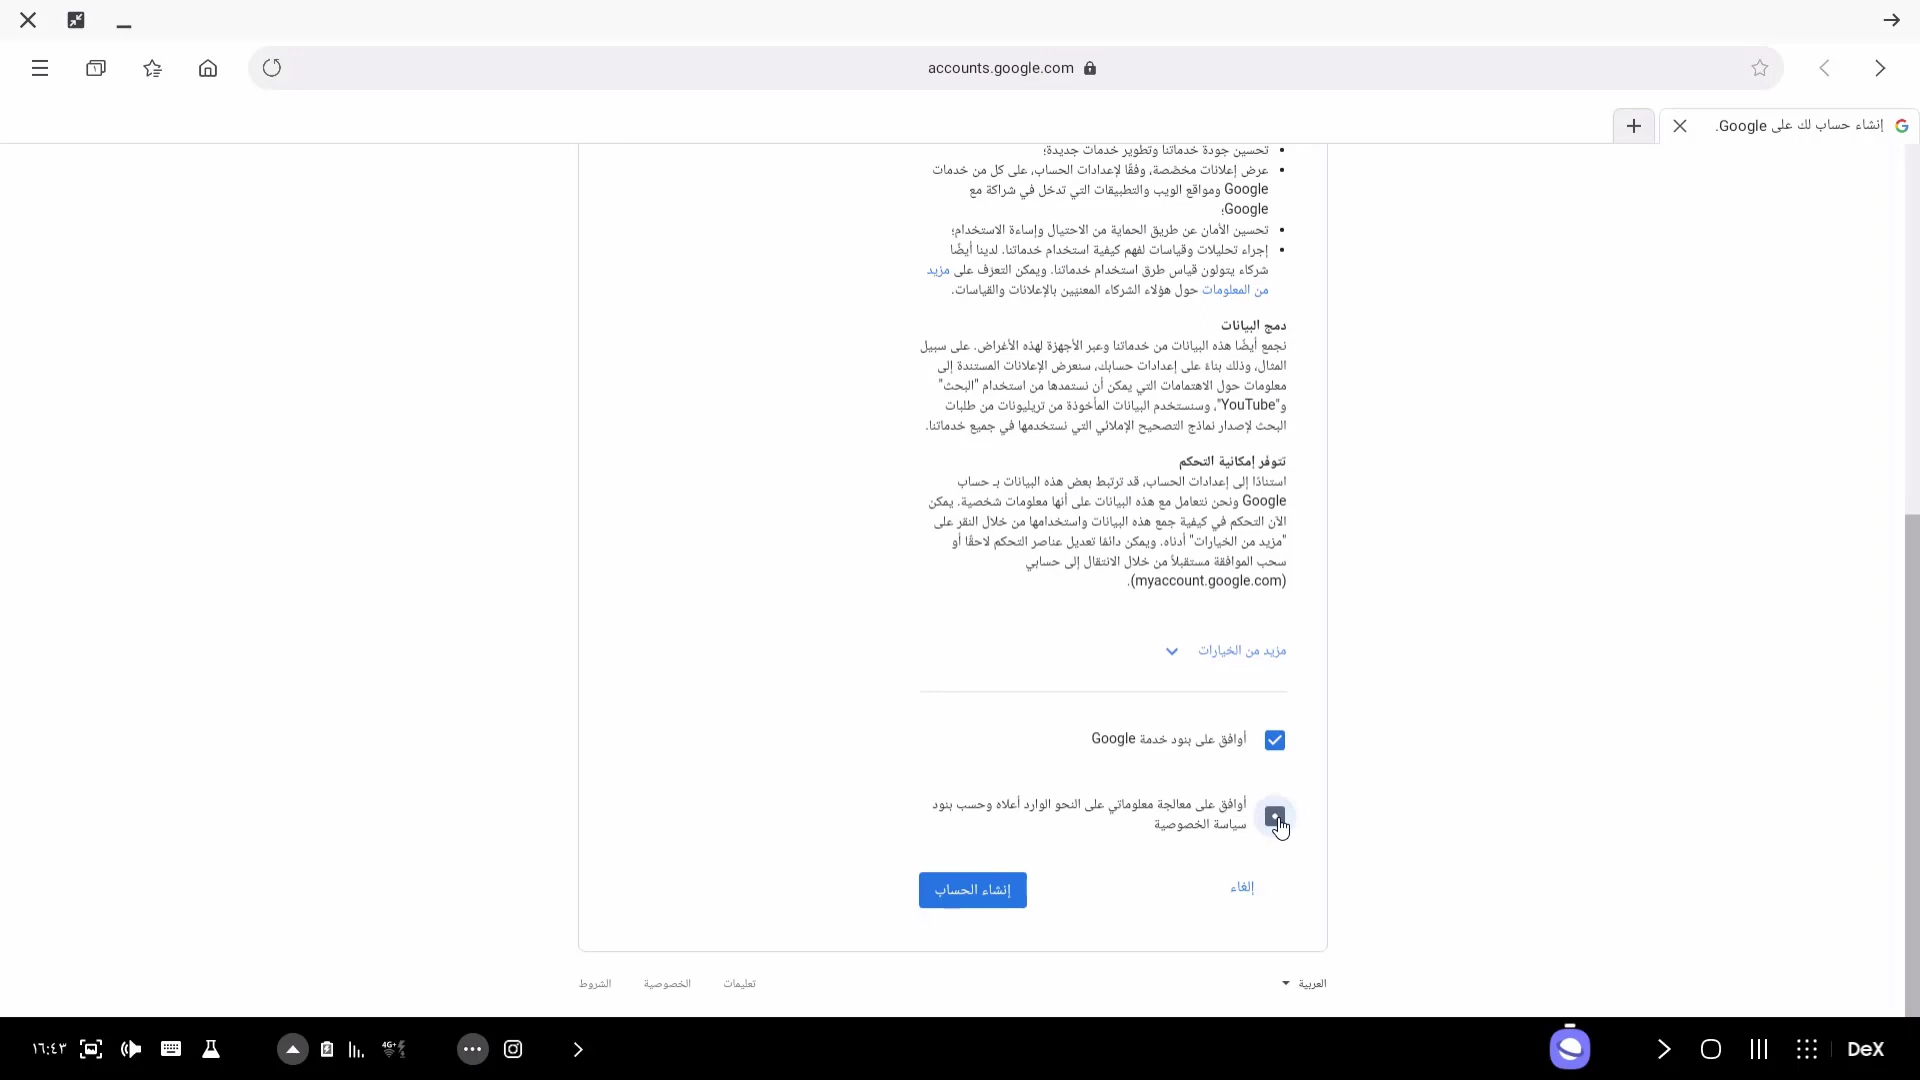 accounts.google.com
إنشاء حساب لك على Google.
تحسين جودة خدماتنا وتطوير خدمات جديدة؛
عرض إعلانات مخصّصة، وفقًا لإعدادات الحساب، على كل من خدمات
Google ومواقع الويب والتطبيقات التي تدخل في شراكة مع
Google؛
تحسين الأمان عن طريق الحماية من الاحتيال وإساءة الاستخدام؛
إجراء تحليلات وقياسات لفهم كيفية استخدام خدماتنا. لدينا أيضًا
شركاء يتولون قياس طرق استخدام خدماتنا. ويمكن التعرّف على مزيد
من المعلومات حول هؤلاء الشركاء المعنيّين بالإعلانات والقياسات.
دمج البيانات
نجمع أيضًا هذه البيانات من خدماتنا وعبر الأجهزة لهذه الأغراض. على سبيل
المثال، وذلك بناءً على إعدادات حسابك، سنعرض الإعلانات المستندة إلى
معلومات حول الاهتمامات التي يمكن أن نستمدها من استخدام "البحث"
و"YouTube"، وسنستخدم البيانات المأخوذة من تريليونات من طلبات
البحث لإصدار نماذج التصحيح الإملائي التي نستخدمها في جميع خدماتنا.
تتوفر إمكانية التحكم
استنادًا إلى إعدادات الحساب، قد ترتبط بعض هذه البيانات بـ حساب
Google ونحن نتعامل مع هذه البيانات على أنها معلومات شخصية. يمكن
الآن التحكم في كيفية جمع هذه البيانات واستخدامها من خلال النقر على
"مزيد من الخيارات" أدناه. ويمكن دائمًا تعديل عناصر التحكم لاحقًا أو
سحب الموافقة مستقبلاً من خلال الانتقال إلى حسابي
(myaccount.google.com).
مزيد من الخيارات
أوافق على بنود خدمة Google
أوافق على معالجة معلوماتي على النحو الوارد أعلاه وحسب بنود
سياسة الخصوصية
إلغاء
إنشاء الحساب
العربية
تعليمات
الخصوصية
الشروط
١٦:٤٣
4G+
DeX